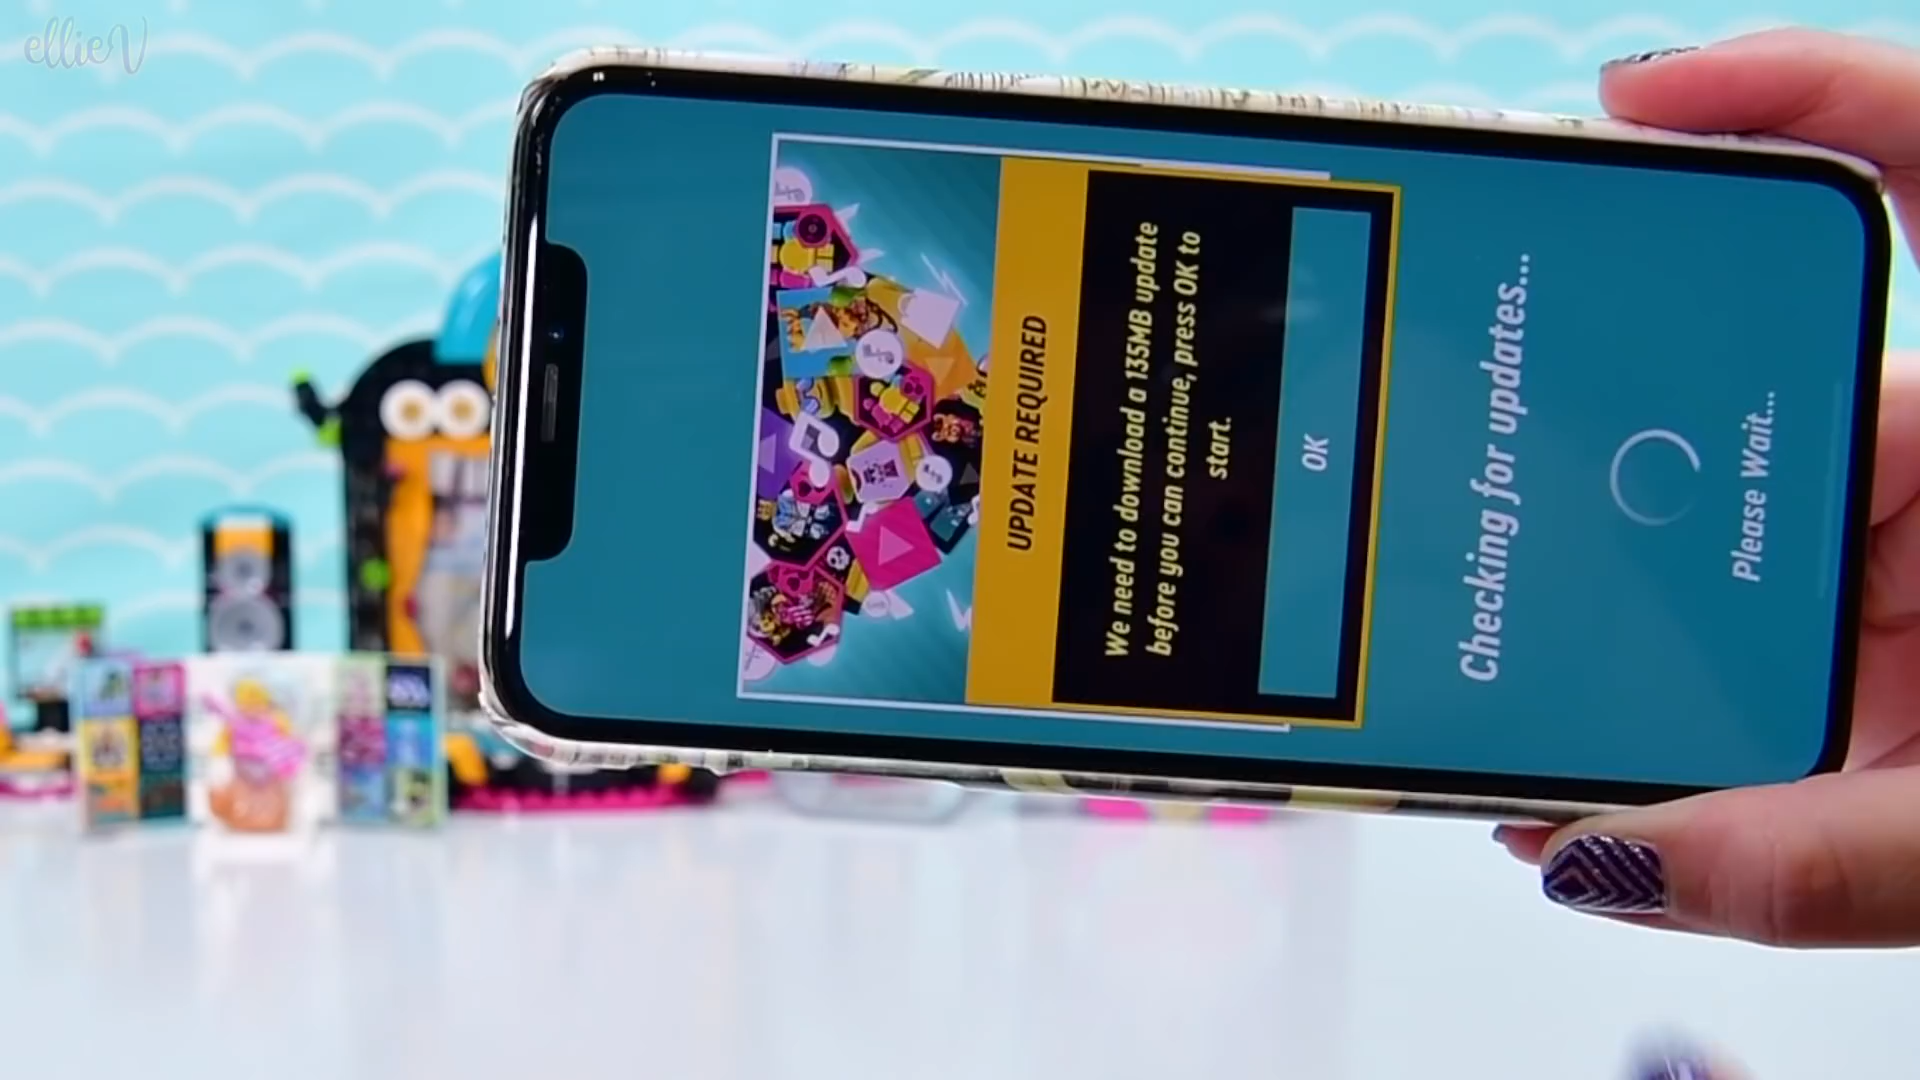 ellieV
UPDATE REQUIRED
We need to download a 135MB update
before you can continue, press OK to
start.
OK
Checking for updates...
Please Wait...